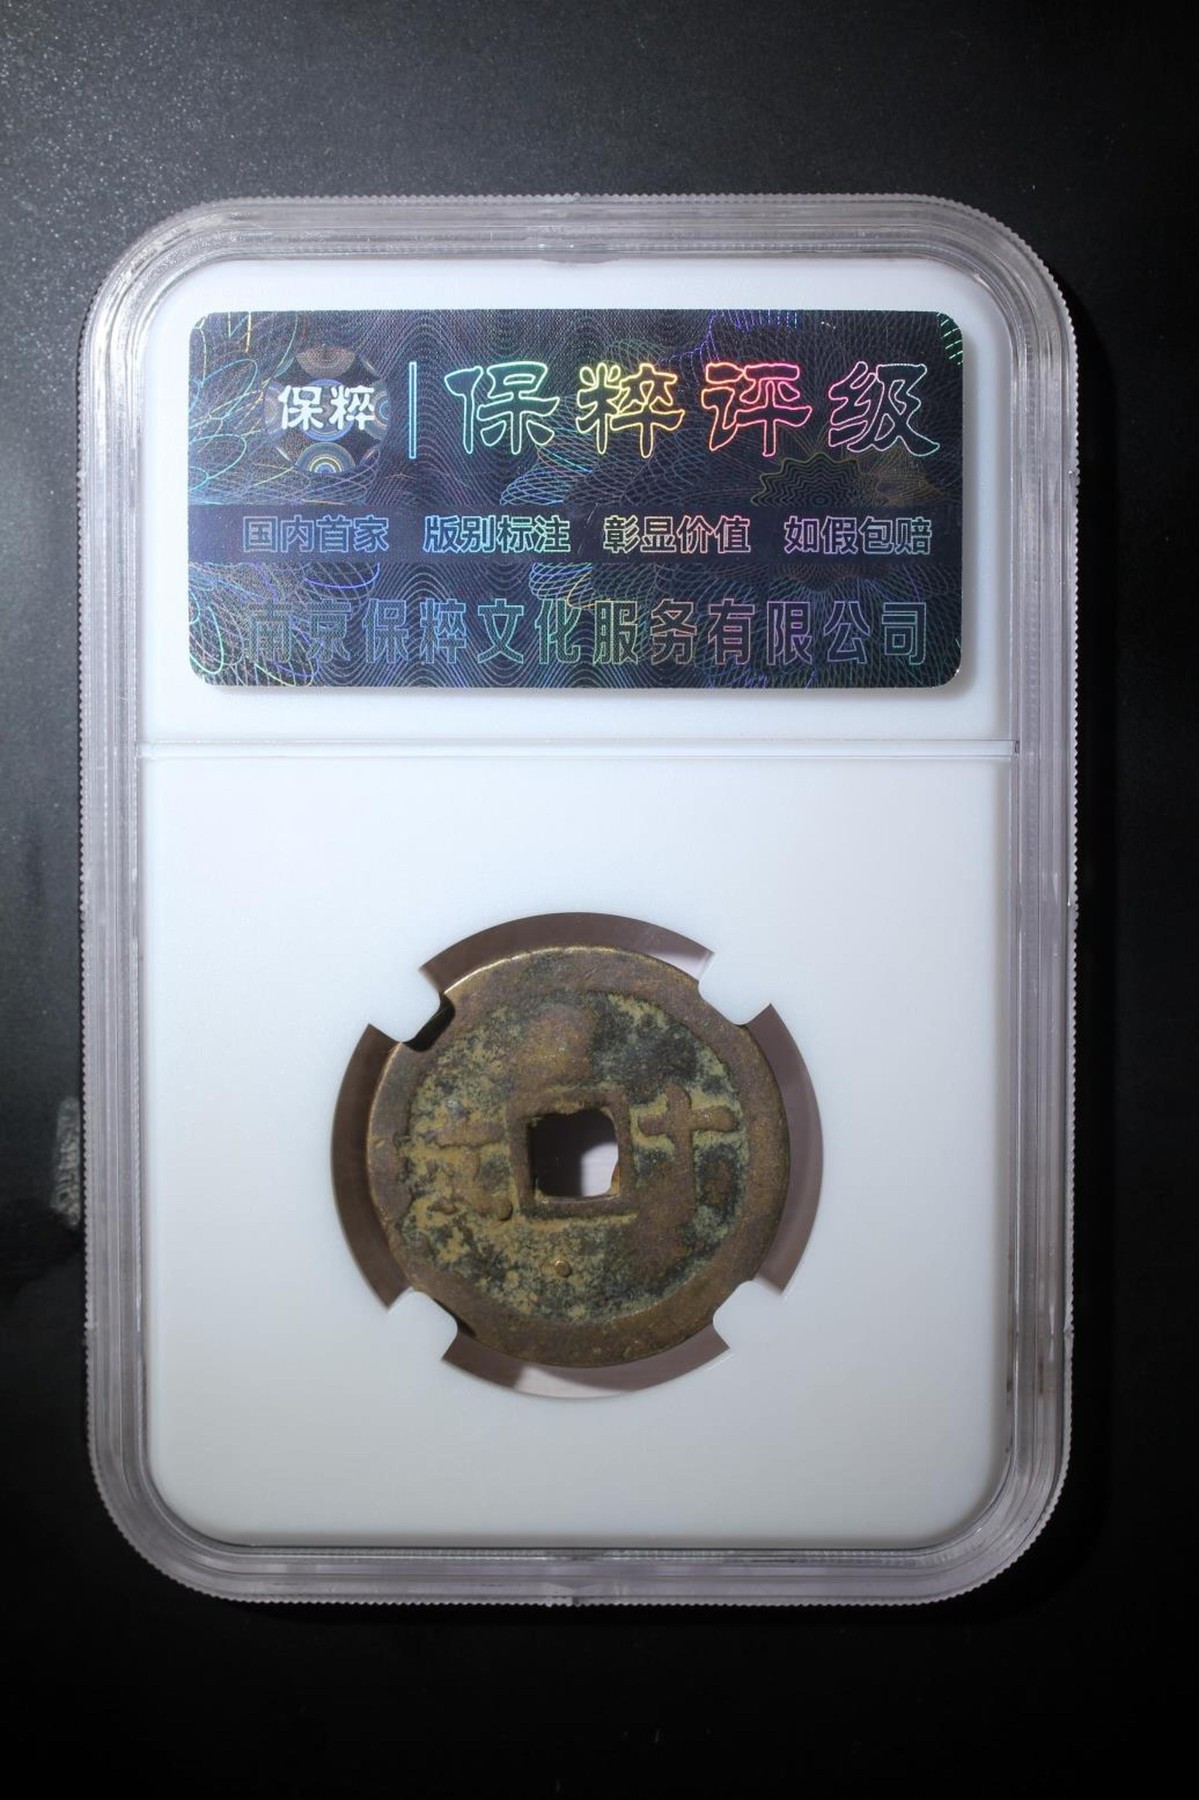 保粹 | 保粹评级
国内首家 版别标注 彰显价值 如假包赔
南京保粹文化服务有限公司
十